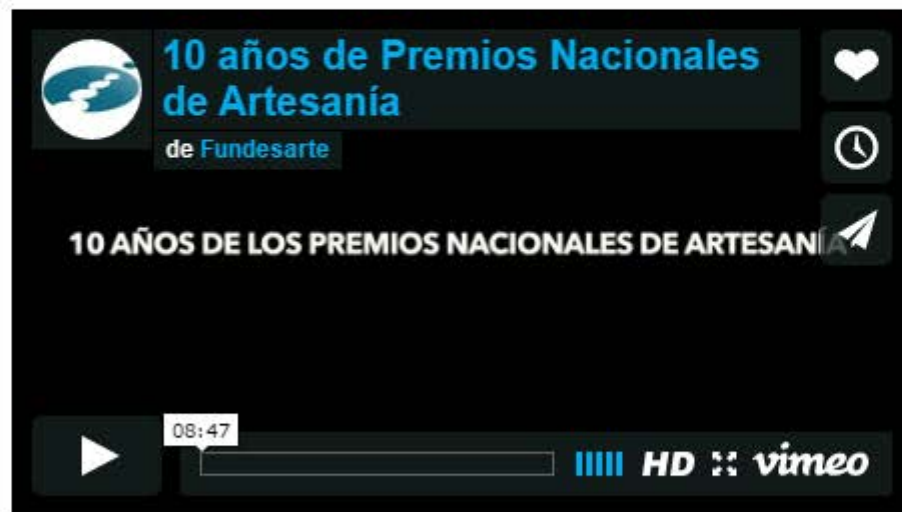 10 años de Premios Nacionales
de Artesanía
de Fundesarte
10 AÑOS DE LOS PREMIOS NACIONALES DE ARTESANÍA
08:47
HD vimeo